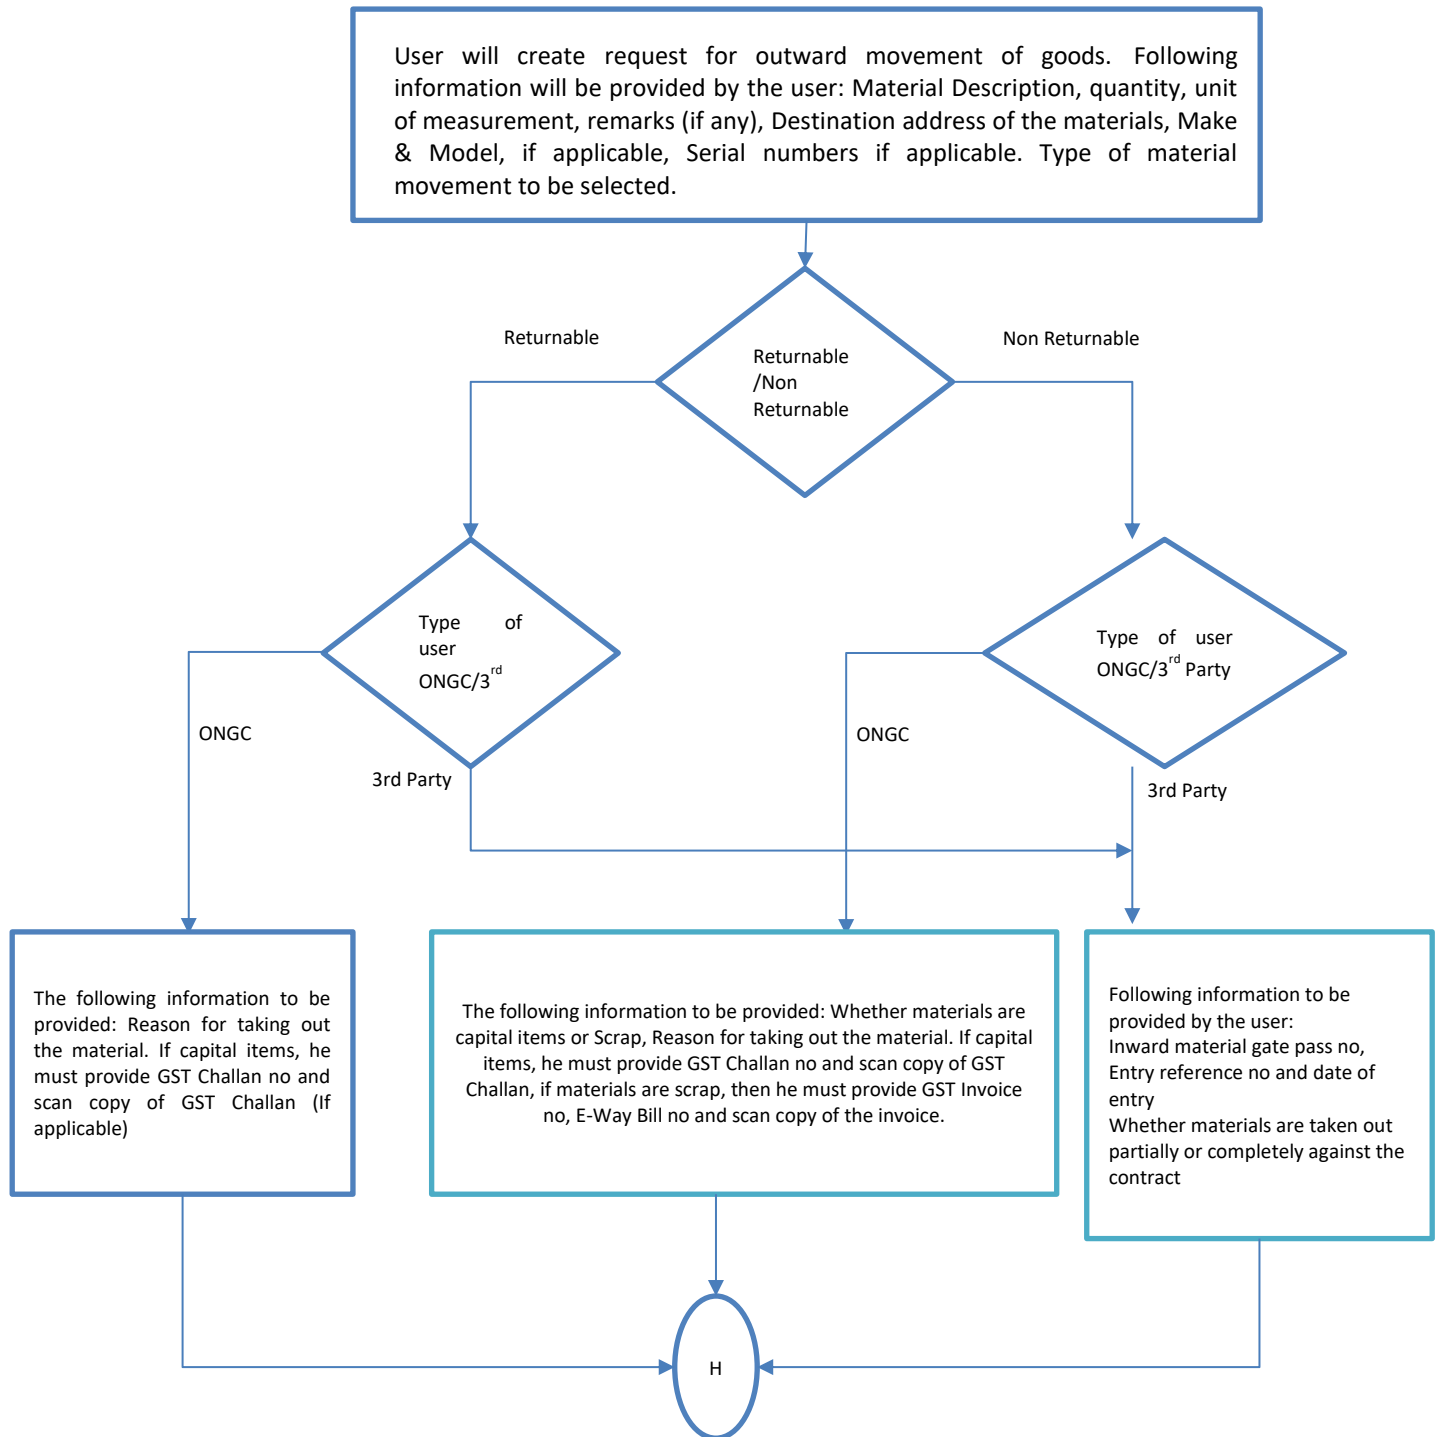 User will create request for outward movement of goods. Following
information will be provided by the user: Material Description, quantity, unit
of measurement, remarks (if any), Destination address of the materials, Make
& Model, if applicable, Serial numbers if applicable. Type of material
movement to be selected.
Returnable
Non Returnable
Returnable
/Non
Returnable
Type of
user
ONGC/3rd
Type of user
ONGC/3rd Party
ONGC
ONGC
3rd Party
3rd Party
The following information to be
provided: Reason for taking out
the material. If capital items, he
must provide GST Challan no and
scan copy of GST Challan (If
applicable)
The following information to be provided: Whether materials are
capital items or Scrap, Reason for taking out the material. If capital
items, he must provide GST Challan no and scan copy of GST
Challan, if materials are scrap, then he must provide GST Invoice
no, E-Way Bill no and scan copy of the invoice.
Following information to be
provided by the user:
Inward material gate pass no,
Entry reference no and date of
entry
Whether materials are taken out
partially or completely against the
contract
H